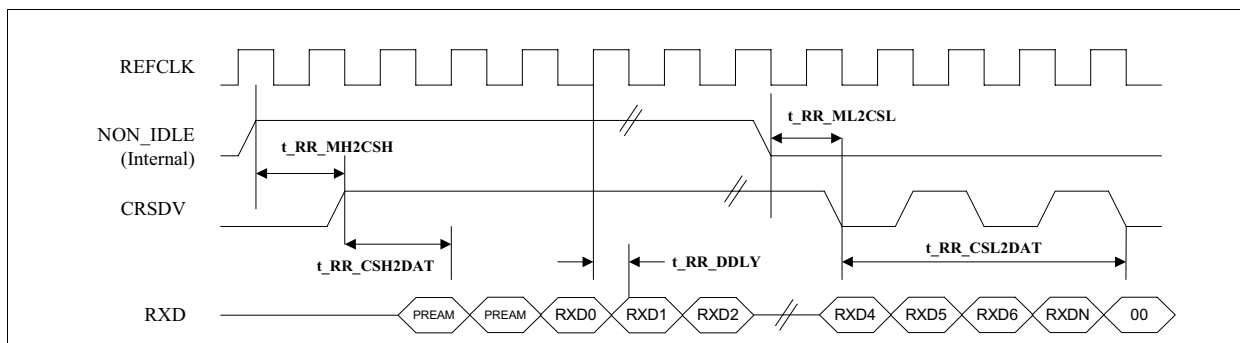 REFCLK
NON_IDLE
(Internal)
t_RR_MH2CSH
t_RR_ML2CSL
CRSDV
t_RR_CSH2DAT
t_RR_DDLY
t_RR_CSL2DAT
RXD
PREAM PREAM RXD0 RXD1 RXD2 RXD4 RXD5 RXD6 RXDN 00